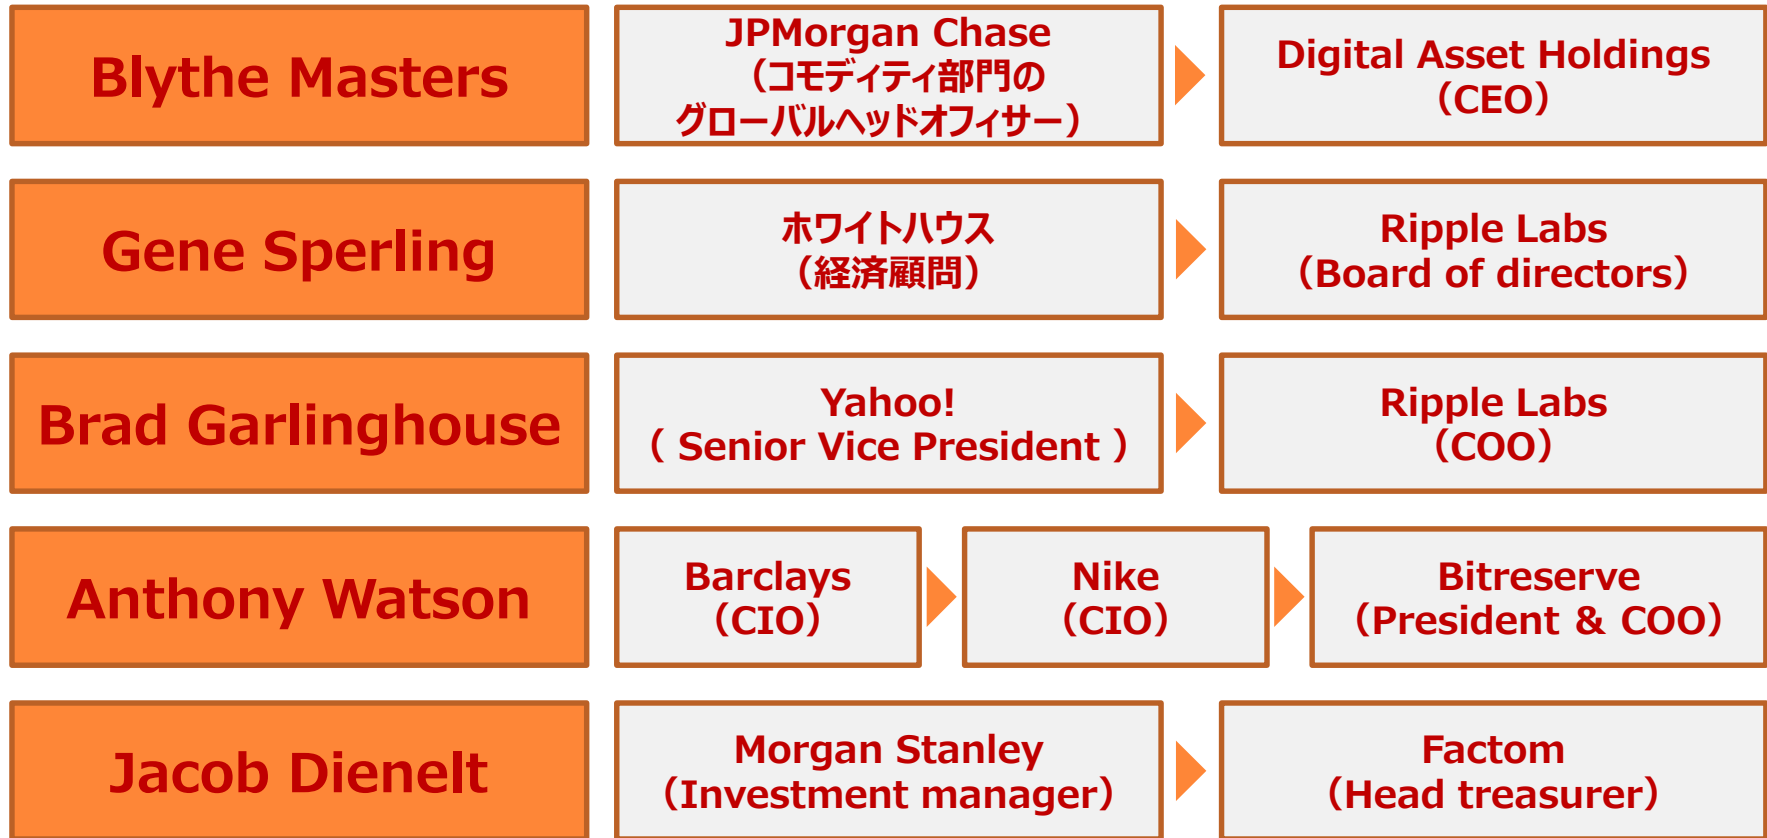 Blythe Masters
JPMorgan Chase
（コモディティ部門の
グローバルヘッドオフィサー）
Digital Asset Holdings
（CEO）
Gene Sperling
ホワイトハウス
（経済顧問）
Ripple Labs
（Board of directors）
Brad Garlinghouse
Yahoo!
（ Senior Vice President ）
Ripple Labs
（COO）
Anthony Watson
Barclays
（CIO）
Nike
（CIO）
Bitreserve
（President & COO）
Jacob Dienelt
Morgan Stanley
（Investment manager）
Factom
（Head treasurer）